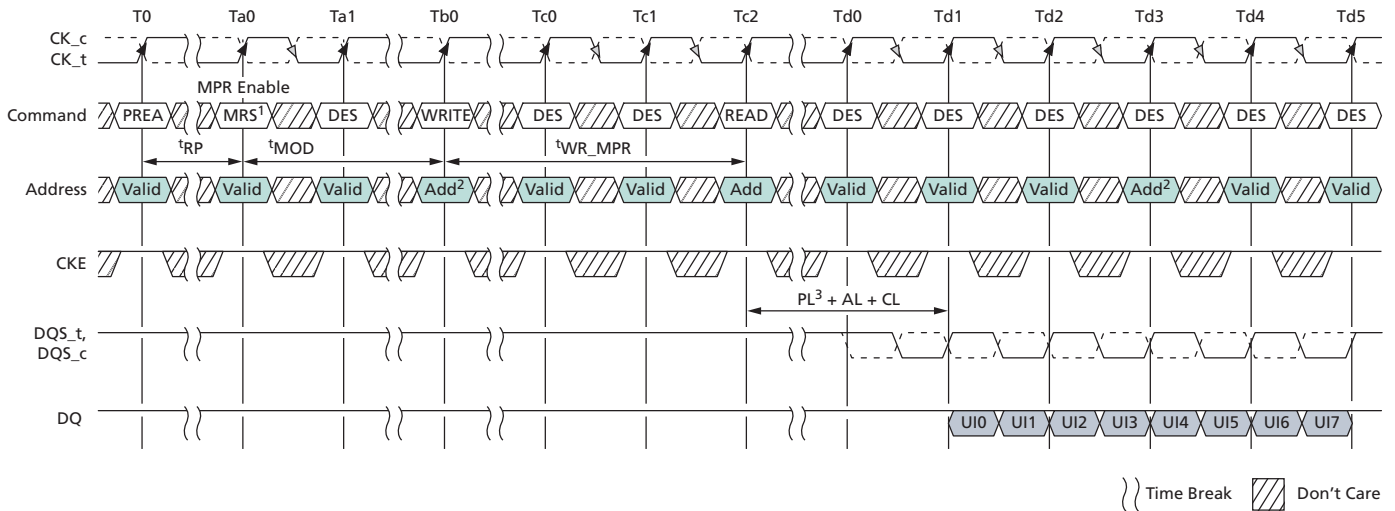 T0 Ta0 Ta1 Tb0 Tc0 Tc1 Tc2 Td0 Td1 Td2 Td3 Td4 Td5
CK_c
CK_t
MPR Enable
Command PREA MRS¹ DES WRITE DES DES READ DES DES DES DES DES DES
tRP tMOD tWR_MPR
Address Valid Valid Valid Add² Valid Valid Add Valid Valid Valid Add² Valid Valid
CKE
PL³ + AL + CL
DQS_t,
DQS_c
DQ UI0 UI1 UI2 UI3 UI4 UI5 UI6 UI7
Time Break Don't Care